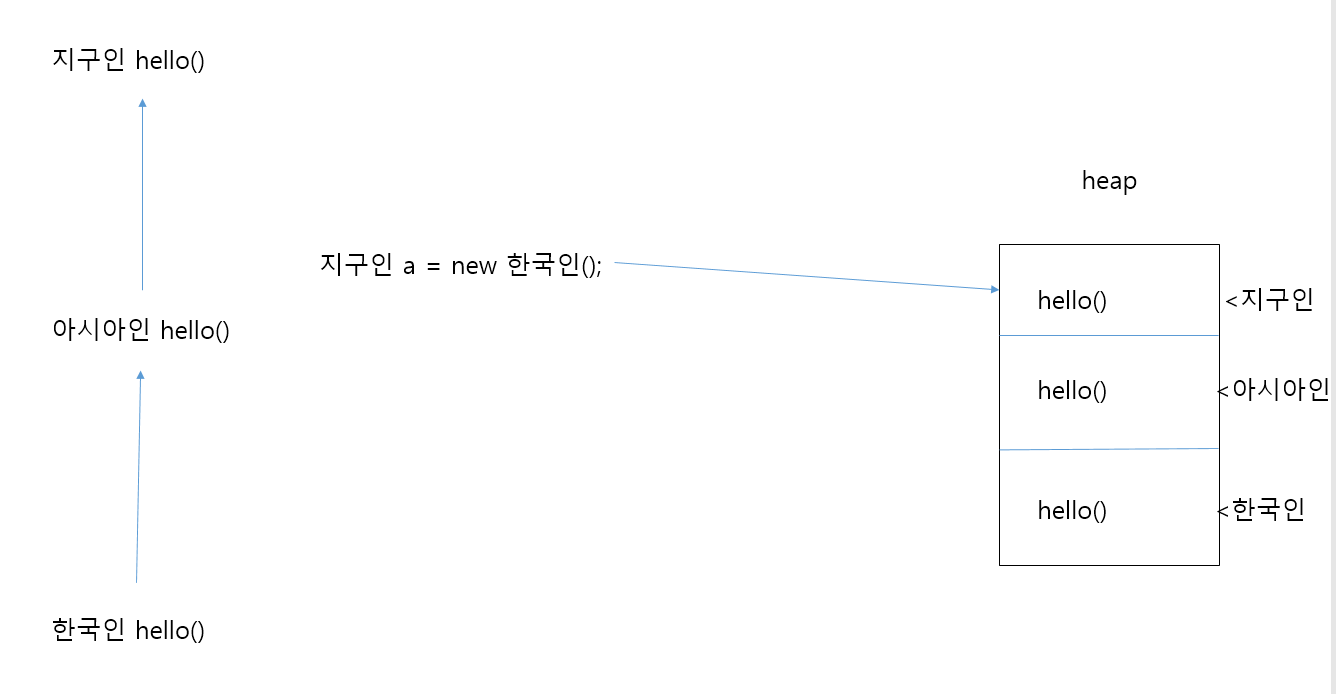 지구인 hello()
아시아인 hello()
한국인 hello()
지구인 a = new 한국인();
heap
hello() <지구인
hello() <아시아인
hello() <한국인